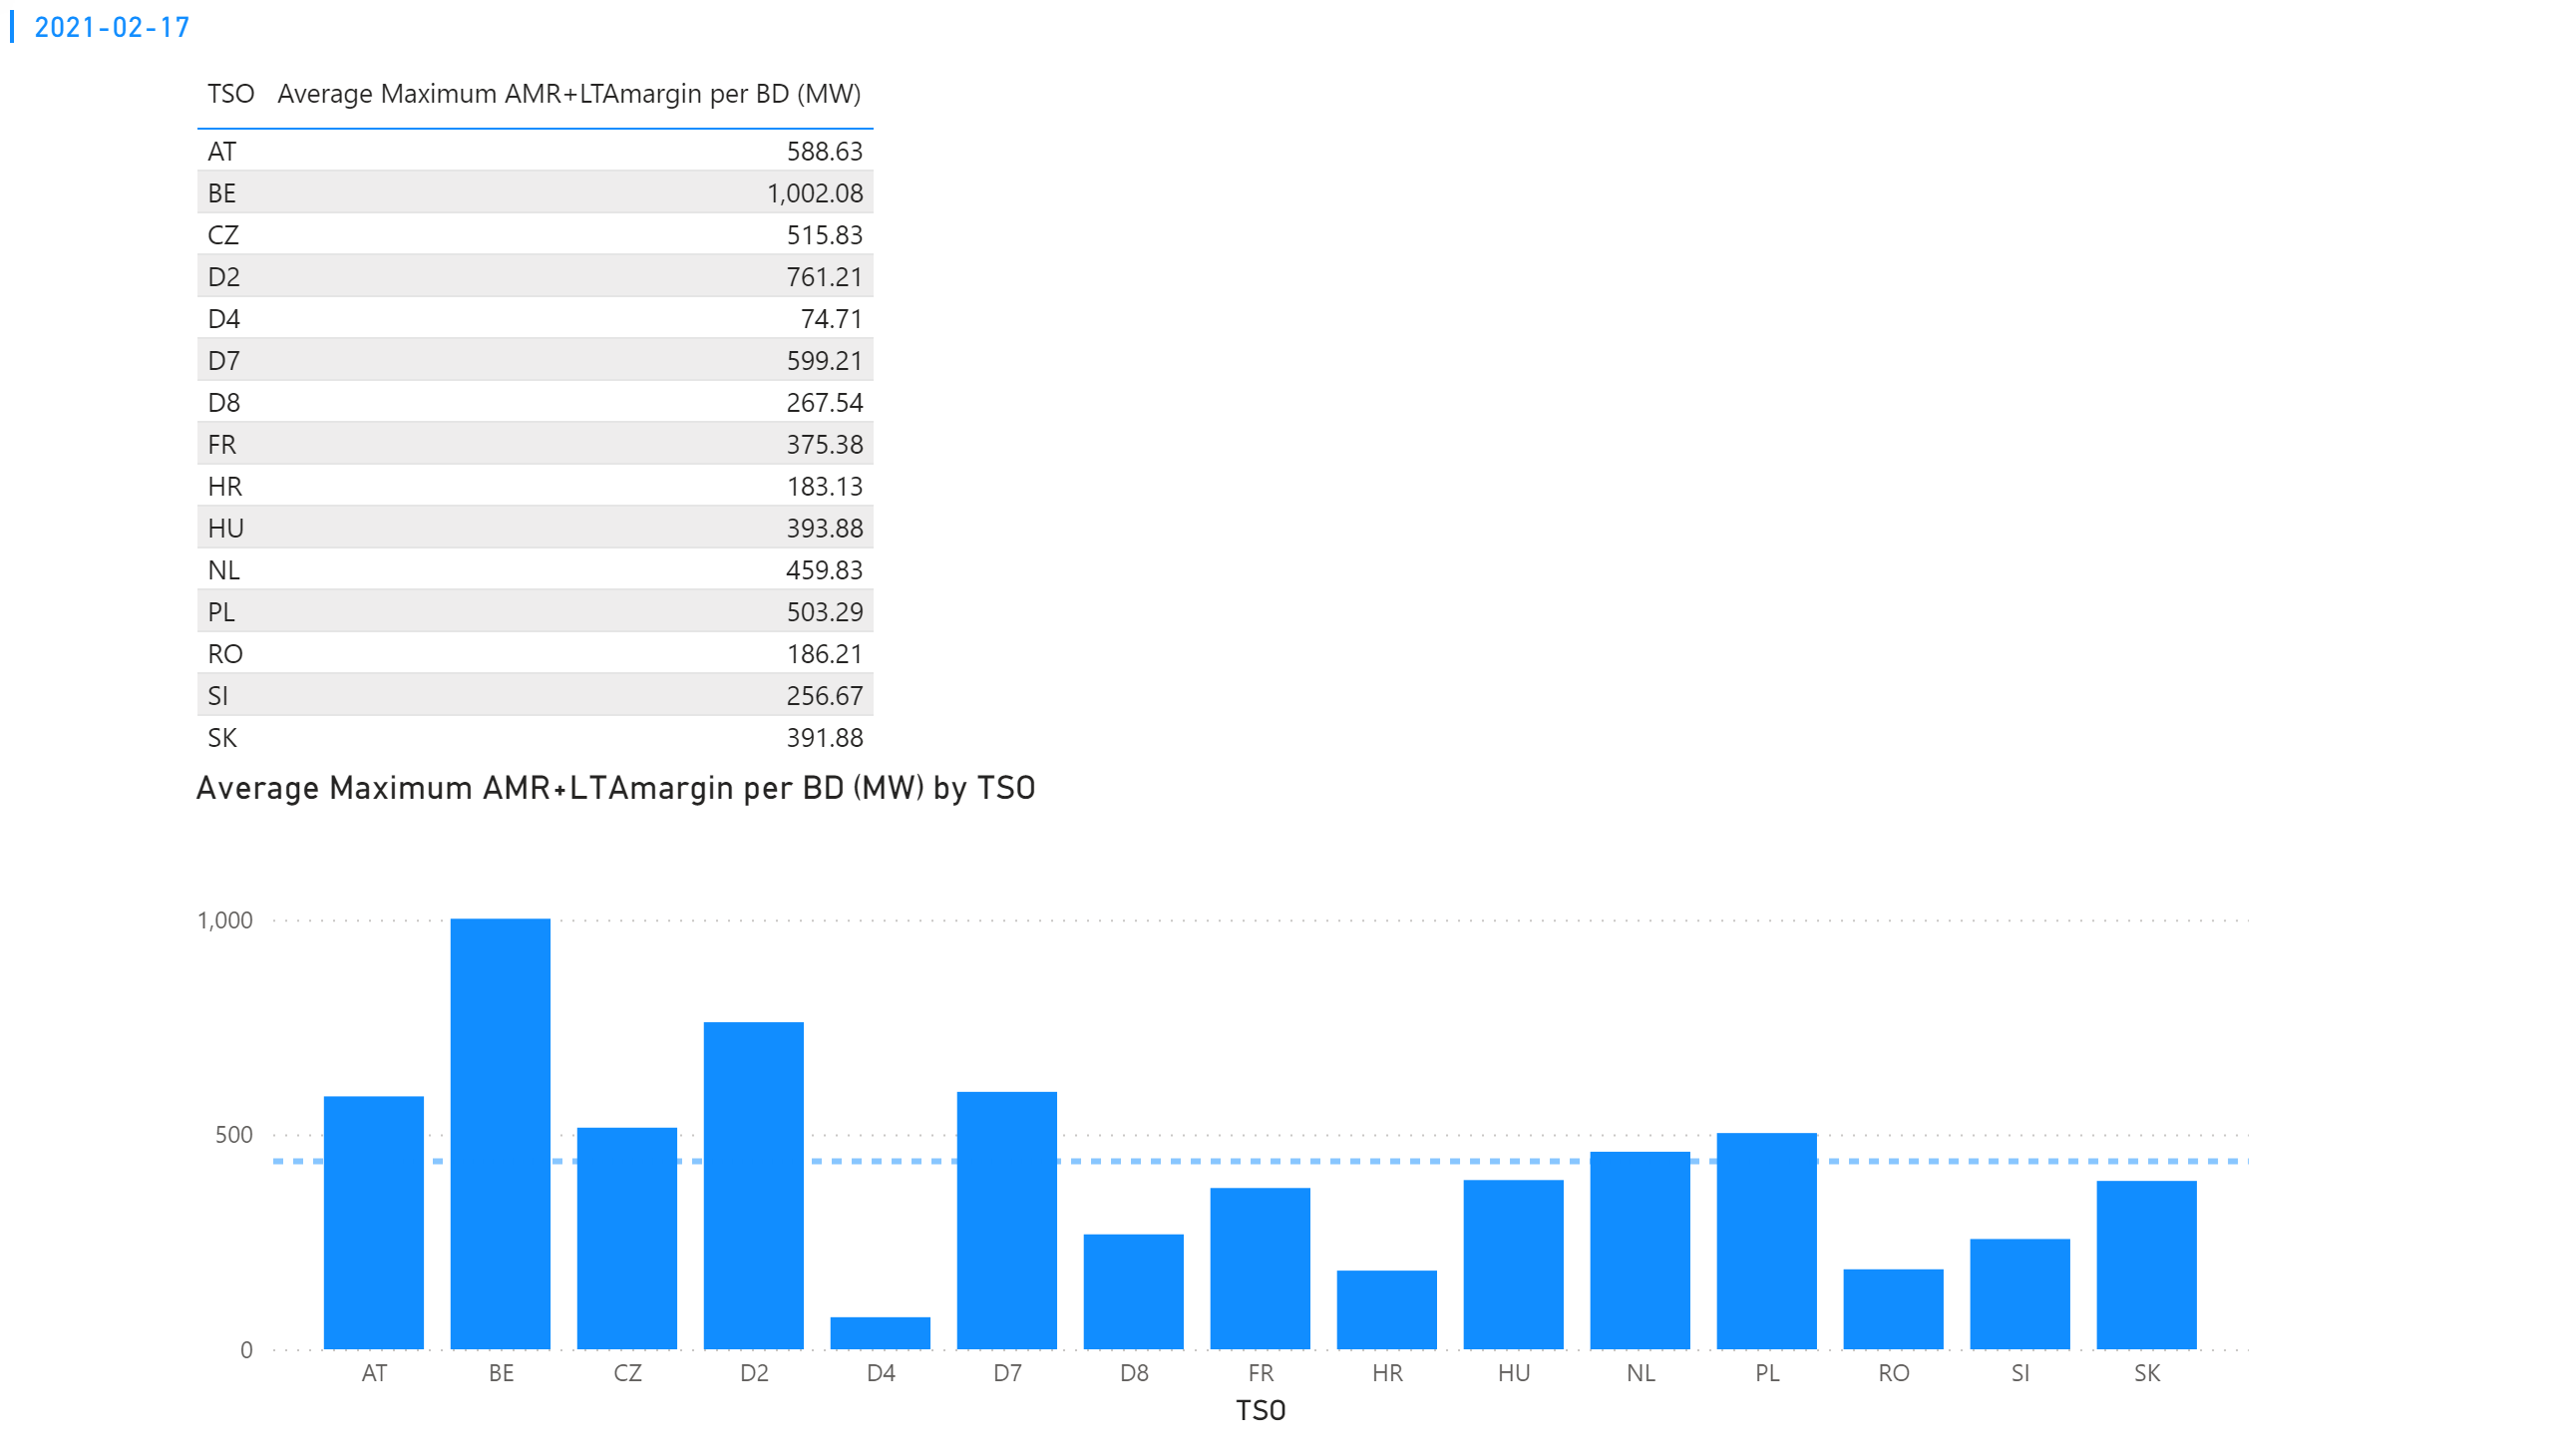 2021-02-17
TSO Average Maximum AMR+LTAmargin per BD (MW)
AT 588.63
BE 1,002.08
CZ 515.83
D2 761.21
D4 74.71
D7 599.21
D8 267.54
FR 375.38
HR 183.13
HU 393.88
NL 459.83
PL 503.29
RO 186.21
SI 256.67
SK 391.88
Average Maximum AMR+LTAmargin per BD (MW) by TSO
1,000
500
0
AT BE CZ D2 D4 D7 D8 FR HR HU NL PL RO SI SK
TSO